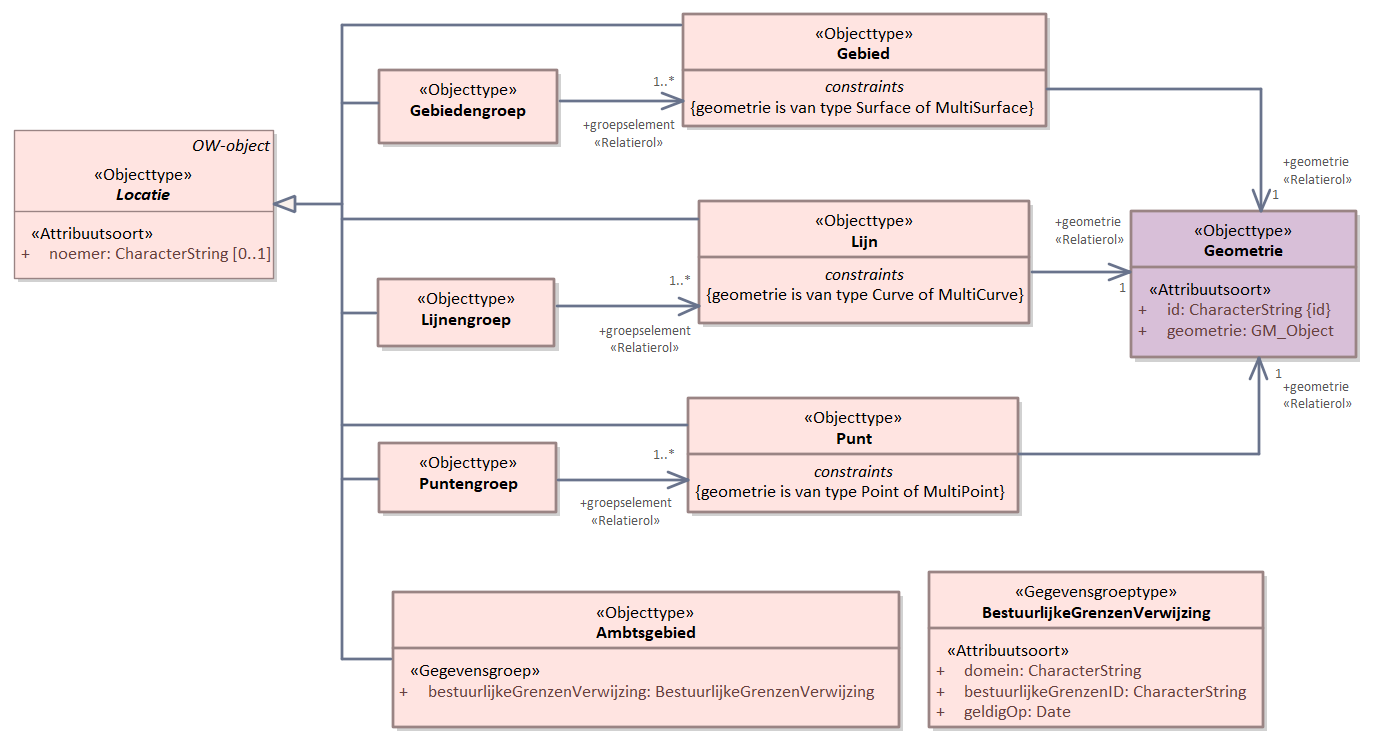 OW-object
«Objecttype»
Locatie
«Attribuutsoort»
+ noemer: CharacterString [0..1]
«Objecttype»
Gebiedengroep
1..*
+groepselement
«Relatierol»
«Objecttype»
Gebied
constraints
{geometrie is van type Surface of MultiSurface}
+geometrie
«Relatierol»
1
«Objecttype»
Lijnengroep
1..*
+groepselement
«Relatierol»
«Objecttype»
Lijn
constraints
{geometrie is van type Curve of MultiCurve}
+geometrie
«Relatierol»
1
«Objecttype»
Geometrie
«Attribuutsoort»
+ id: CharacterString {id}
+ geometrie: GM_Object
«Objecttype»
Puntengroep
1..*
+groepselement
«Relatierol»
«Objecttype»
Punt
constraints
{geometrie is van type Point of MultiPoint}
1
+geometrie
«Relatierol»
«Objecttype»
Ambtsgebied
«Gegevensgroep»
+ bestuurlijkeGrenzenVerwijzing: BestuurlijkeGrenzenVerwijzing
«Gegevensgroeptype»
BestuurlijkeGrenzenVerwijzing
«Attribuutsoort»
+ domein: CharacterString
+ bestuurlijkeGrenzenID: CharacterString
+ geldigOp: Date